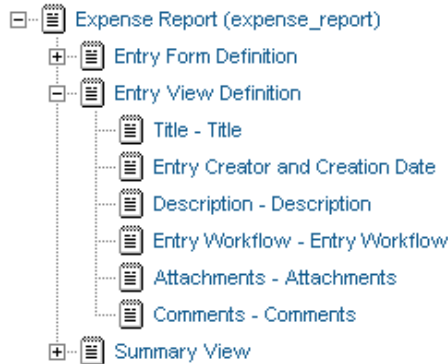 Expense Report (expense_report)
Entry Form Definition
Entry View Definition
Title - Title
Entry Creator and Creation Date
Description - Description
Entry Workflow - Entry Workflow
Attachments - Attachments
Comments - Comments
Summary View